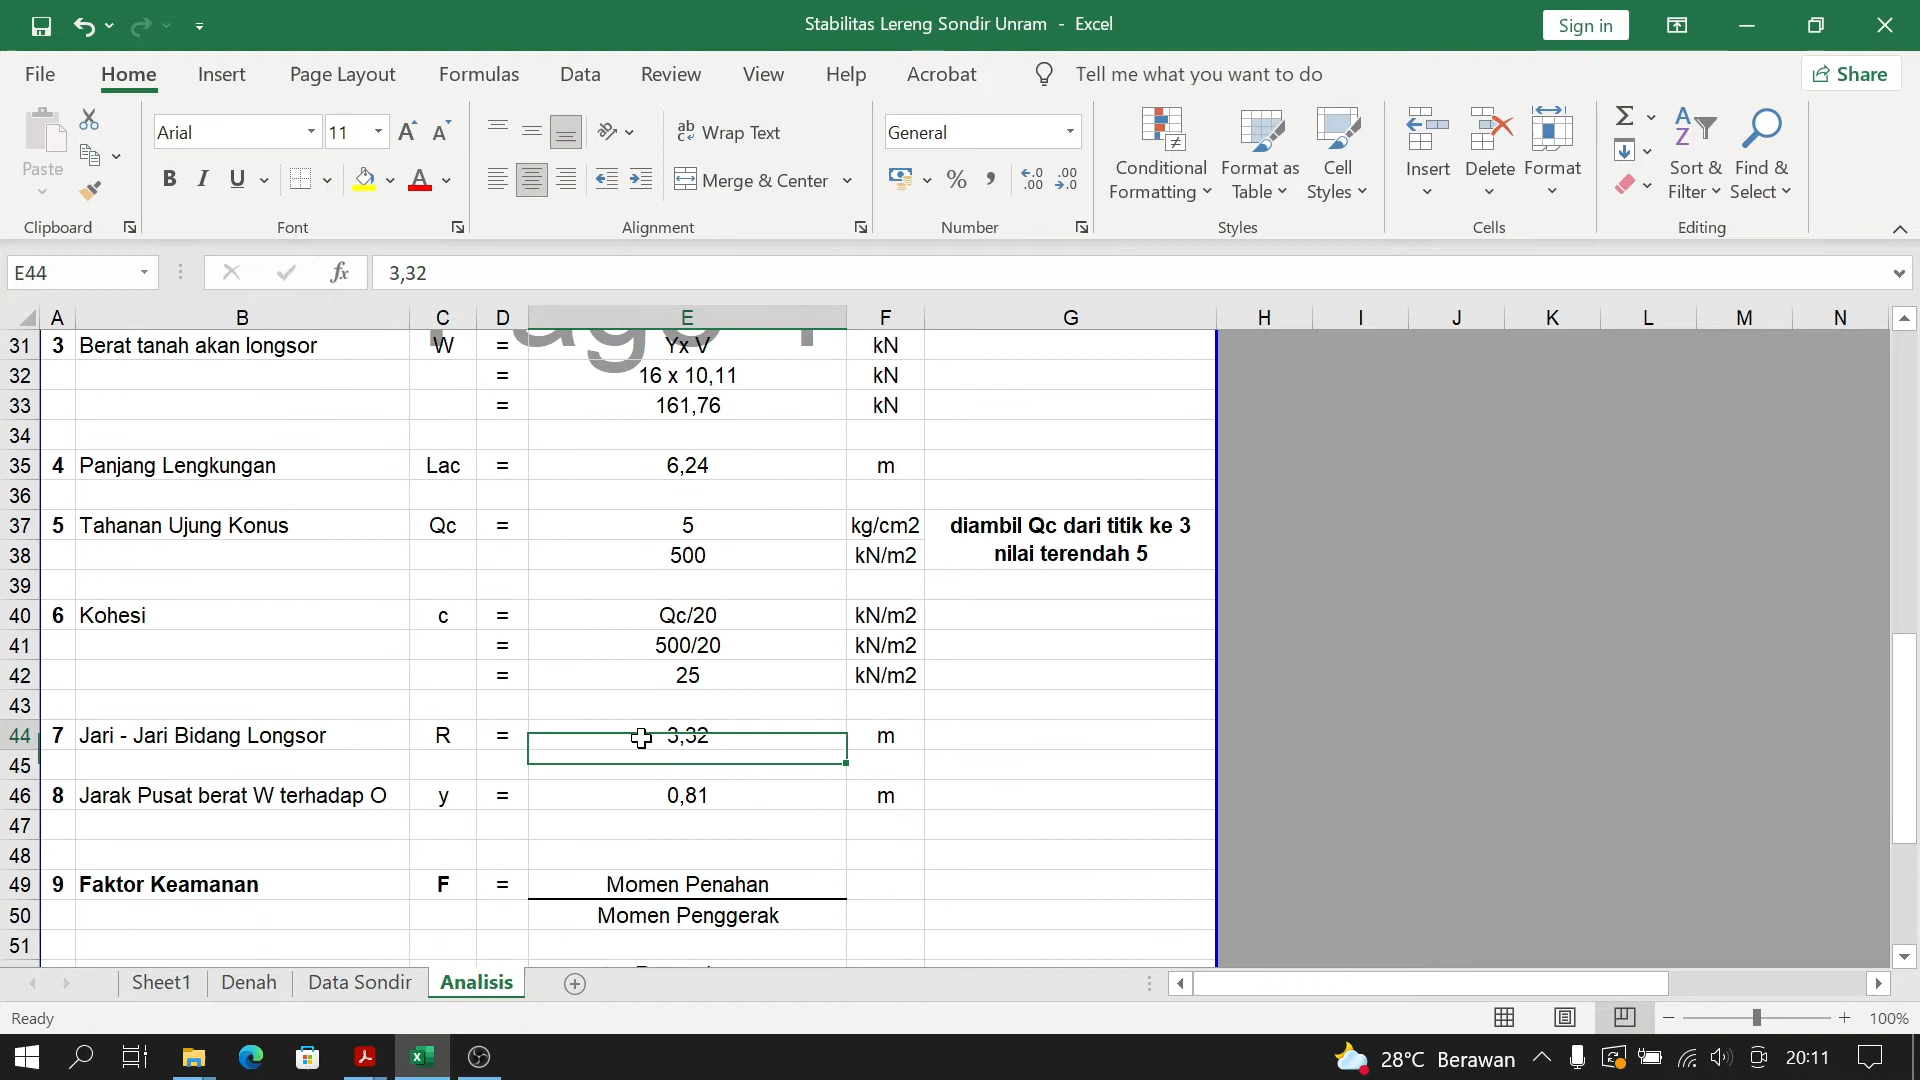 Stabilitas Lereng Sondir Unram - Excel
Sign in
File Home Insert Page Layout Formulas Data Review View Help Acrobat Tell me what you want to do Share
Paste
Arial 11
Wrap Text
Merge & Center
General
Conditional Formatting
Format as Table
Cell Styles
Insert Delete Format
Sort & Filter
Find & Select
Clipboard Font Alignment Number Styles Cells Editing
E44 fx 3,32
A B C D E F G H I J K L M N
31 3 Berat tanah akan longsor W = Yx V kN
32 = 16 x 10,11 kN
33 = 161,76 kN
34
35 4 Panjang Lengkungan Lac = 6,24 m
36
37 5 Tahanan Ujung Konus Qc = 5 kg/cm2 diambil Qc dari titik ke 3
38 500 kN/m2 nilai terendah 5
39
40 6 Kohesi c = Qc/20 kN/m2
41 = 500/20 kN/m2
42 = 25 kN/m2
43
44 7 Jari - Jari Bidang Longsor R = 3,32 m
45
46 8 Jarak Pusat berat W terhadap O y = 0,81 m
47
48
49 9 Faktor Keamanan F = Momen Penahan
50 Momen Penggerak
51
Sheet1 Denah Data Sondir Analisis
Ready 100%
28°C Berawan 20:11